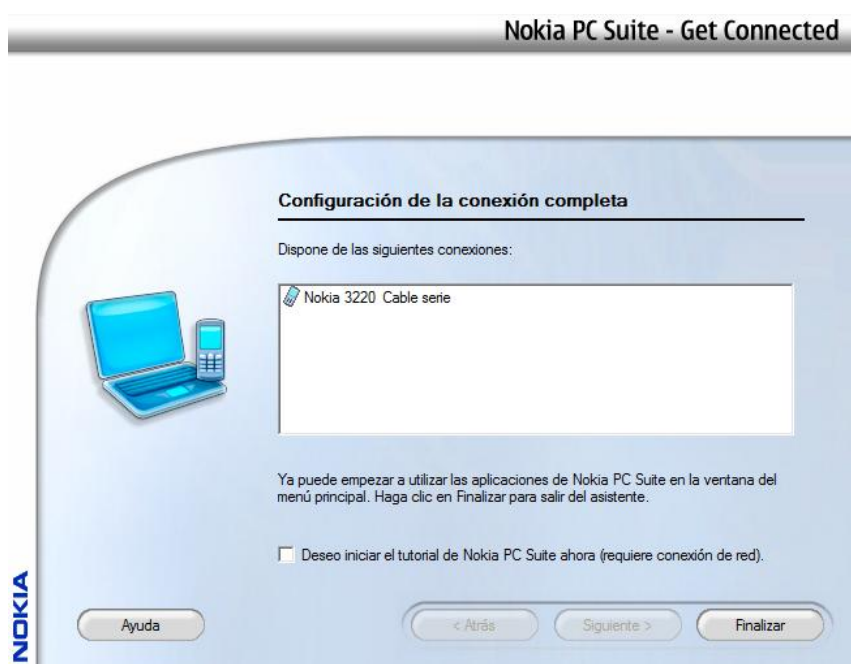 Nokia PC Suite - Get Connected
Configuración de la conexión completa
Dispone de las siguientes conexiones:
Nokia 3220 Cable serie
Ya puede empezar a utilizar las aplicaciones de Nokia PC Suite en la ventana del
menú principal. Haga clic en Finalizar para salir del asistente.
Deseo iniciar el tutorial de Nokia PC Suite ahora (requiere conexión de red).
NOKIA
Ayuda
< Atrás
Siguiente >
Finalizar